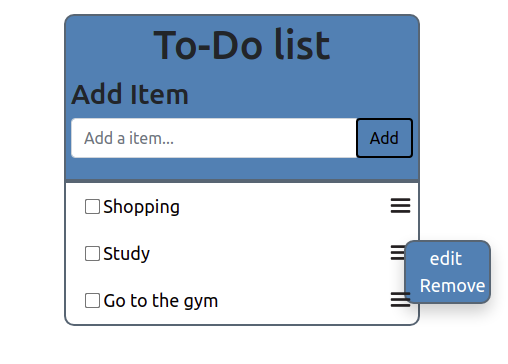 To-Do list
Add Item
Add a item...
Add
Shopping
Study
edit
Remove
Go to the gym